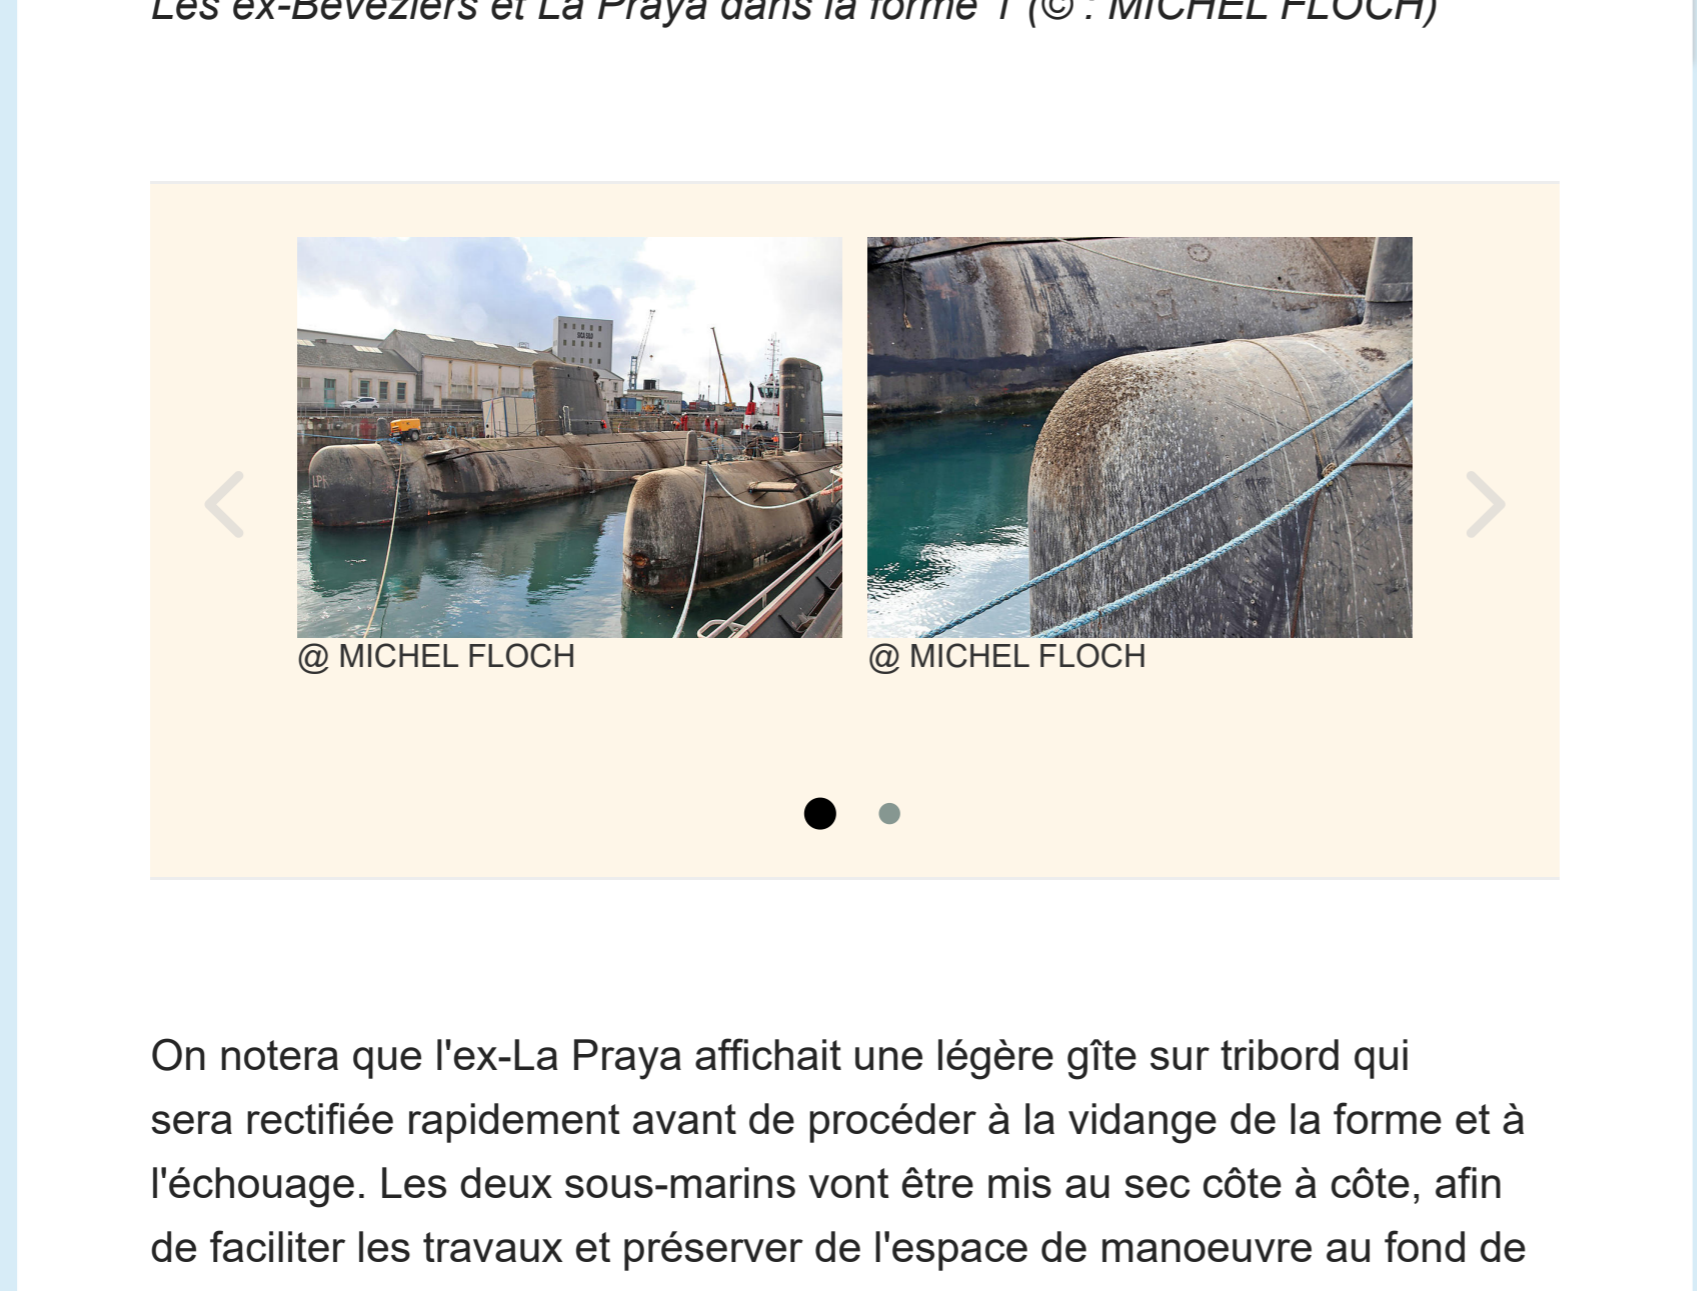 Les ex-Bévéziers et La Praya dans la forme 1 (© : MICHEL FLOCH)
LPR
@ MICHEL FLOCH
@ MICHEL FLOCH
On notera que l'ex-La Praya affichait une légère gîte sur tribord qui
sera rectifiée rapidement avant de procéder à la vidange de la forme et à
l'échouage. Les deux sous-marins vont être mis au sec côte à côte, afin
de faciliter les travaux et préserver de l'espace de manoeuvre au fond de